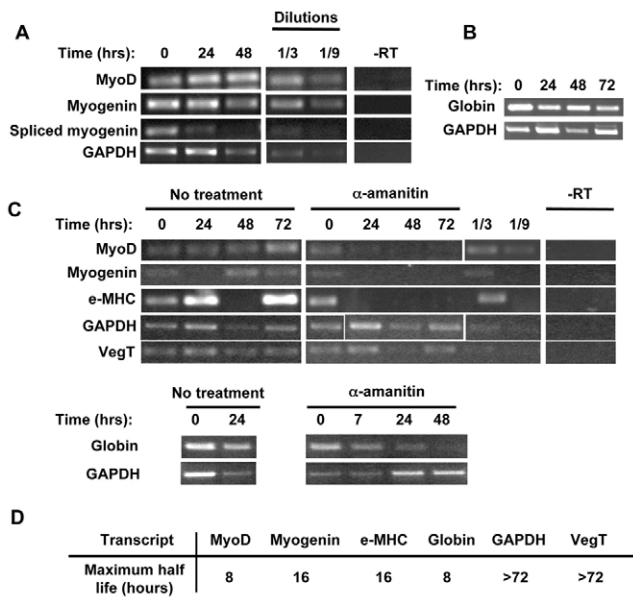 A
Dilutions
Time (hrs): 0 24 48 1/3 1/9 -RT
MyoD
Myogenin
Spliced myogenin
GAPDH
B
Time (hrs): 0 24 48 72
Globin
GAPDH
C
No treatment α-amanitin -RT
Time (hrs): 0 24 48 72 0 24 48 72 1/3 1/9
MyoD
Myogenin
e-MHC
GAPDH
VegT
No treatment α-amanitin
Time (hrs): 0 24 0 7 24 48
Globin
GAPDH
D
Transcript MyoD Myogenin e-MHC Globin GAPDH VegT
Maximum half
life (hours) 8 16 16 8 >72 >72